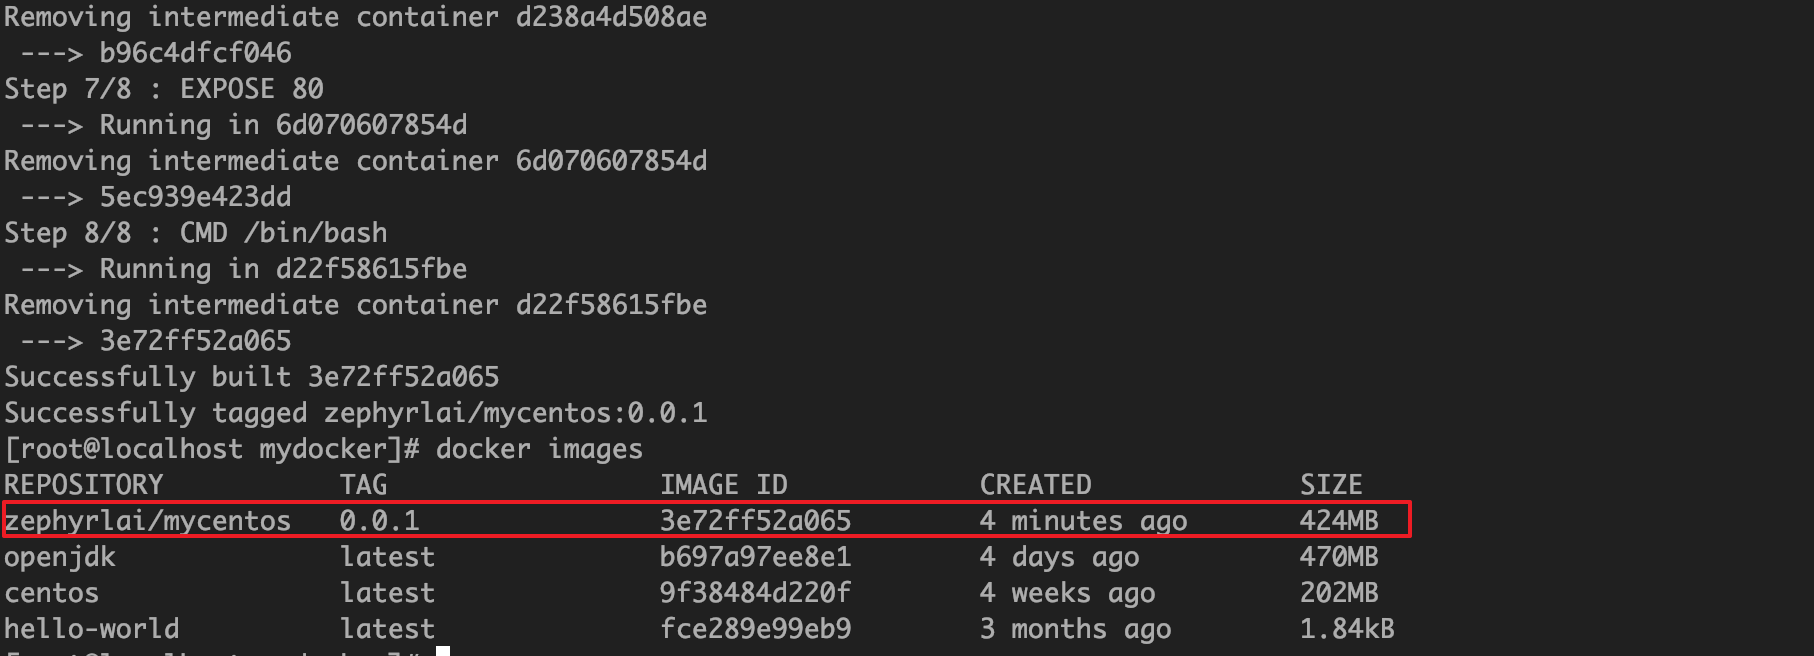 Removing intermediate container d238a4d508ae
 ---> b96c4dfcf046
Step 7/8 : EXPOSE 80
 ---> Running in 6d070607854d
Removing intermediate container 6d070607854d
 ---> 5ec939e423dd
Step 8/8 : CMD /bin/bash
 ---> Running in d22f58615fbe
Removing intermediate container d22f58615fbe
 ---> 3e72ff52a065
Successfully built 3e72ff52a065
Successfully tagged zephyrlai/mycentos:0.0.1
[root@localhost mydocker]# docker images
REPOSITORY           TAG                 IMAGE ID            CREATED             SIZE
zephyrlai/mycentos   0.0.1               3e72ff52a065        4 minutes ago       424MB
openjdk              latest              b697a97ee8e1        4 days ago          470MB
centos               latest              9f38484d220f        4 weeks ago         202MB
hello-world          latest              fce289e99eb9        3 months ago        1.84kB